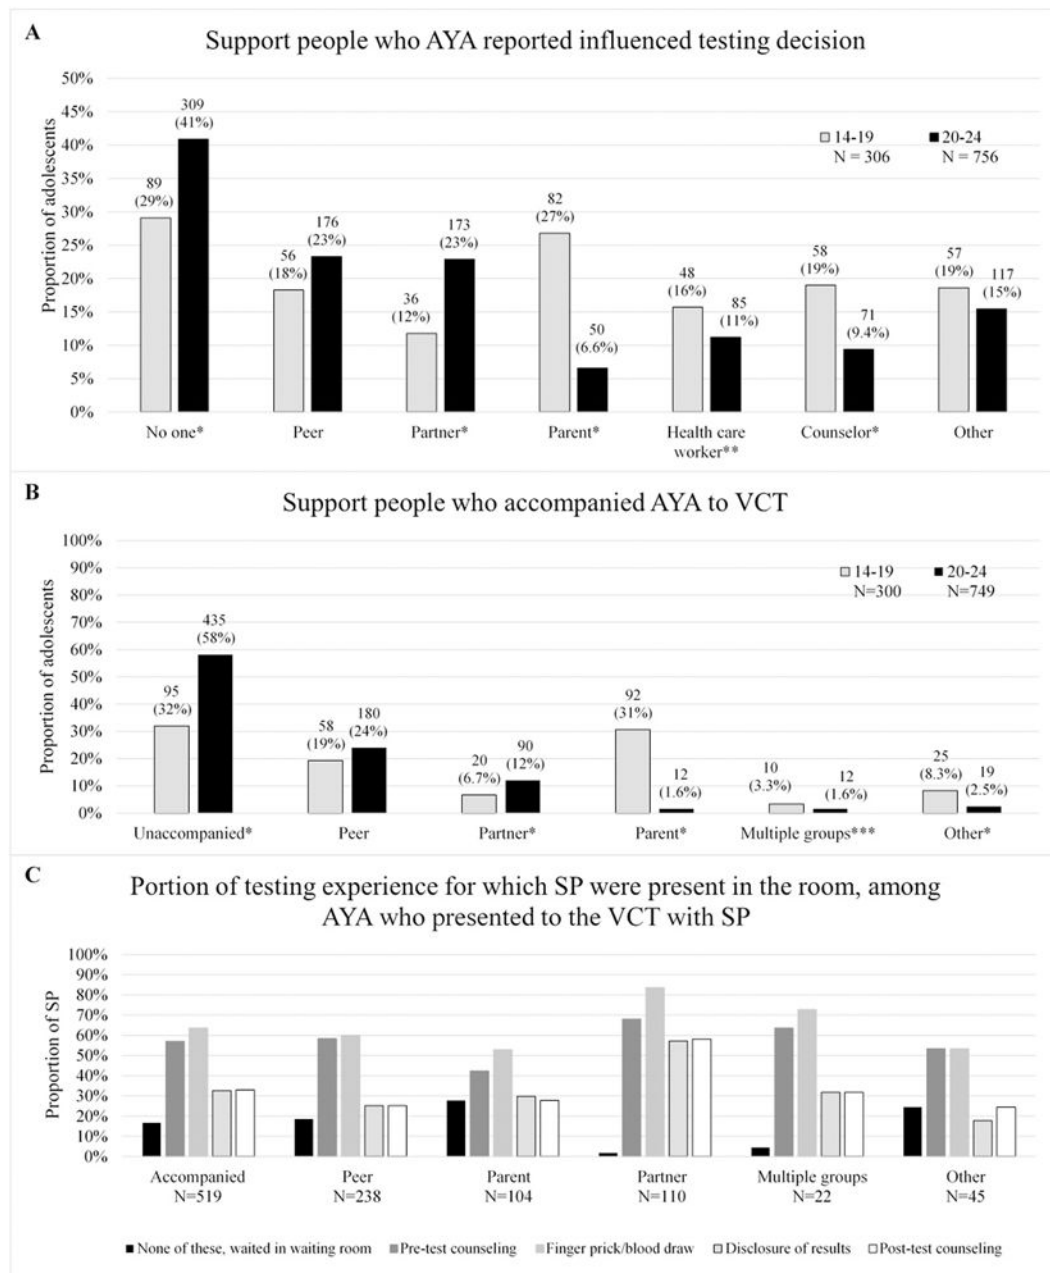 A
Support people who AYA reported influenced testing decision
Proportion of adolescents
50%
45%
40%
35%
30%
25%
20%
15%
10%
5%
0%
14-19
N = 306
20-24
N = 756
89
(29%)
309
(41%)
56
(18%)
176
(23%)
36
(12%)
173
(23%)
82
(27%)
50
(6.6%)
48
(16%)
85
(11%)
58
(19%)
71
(9.4%)
57
(19%)
117
(15%)
No one*
Peer
Partner*
Parent*
Health care
worker**
Counselor*
Other
B
Support people who accompanied AYA to VCT
Proportion of adolescents
100%
90%
80%
70%
60%
50%
40%
30%
20%
10%
0%
14-19
N=300
20-24
N=749
95
(32%)
435
(58%)
58
(19%)
180
(24%)
20
(6.7%)
90
(12%)
92
(31%)
12
(1.6%)
10
(3.3%)
12
(1.6%)
25
(8.3%)
19
(2.5%)
Unaccompanied*
Peer
Partner*
Parent*
Multiple groups***
Other*
C
Portion of testing experience for which SP were present in the room, among
AYA who presented to the VCT with SP
Proportion of SP
100%
90%
80%
70%
60%
50%
40%
30%
20%
10%
0%
Accompanied
N=519
Peer
N=238
Parent
N=104
Partner
N=110
Multiple groups
N=22
Other
N=45
None of these, waited in waiting room
Pre-test counseling
Finger prick/blood draw
Disclosure of results
Post-test counseling